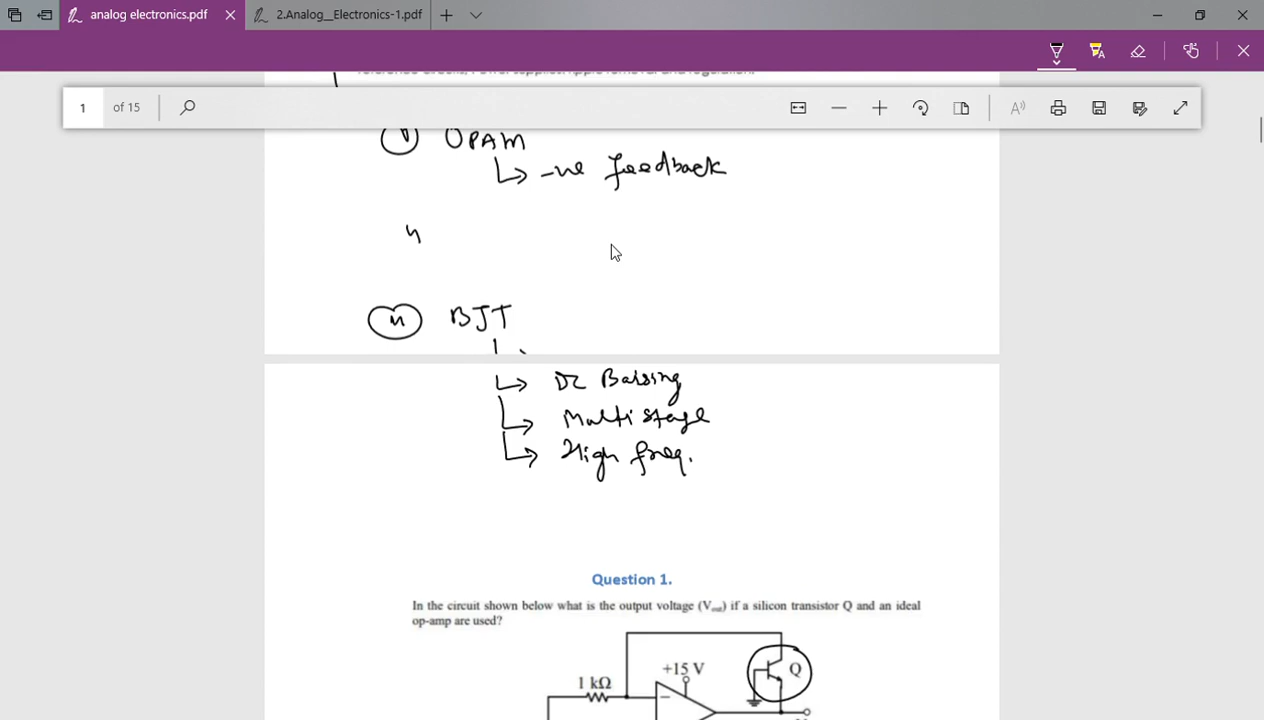 analog electronics.pdf
2.Analog__Electronics-1.pdf
1 of 15
OPAM
-ve feedback
n
BJT
DC Baising
Multi stage
High freq.
Question 1.
In the circuit shown below what is the output voltage (Vout) if a silicon transistor Q and an ideal
op-amp are used?
+15 V
Q
1 kΩ